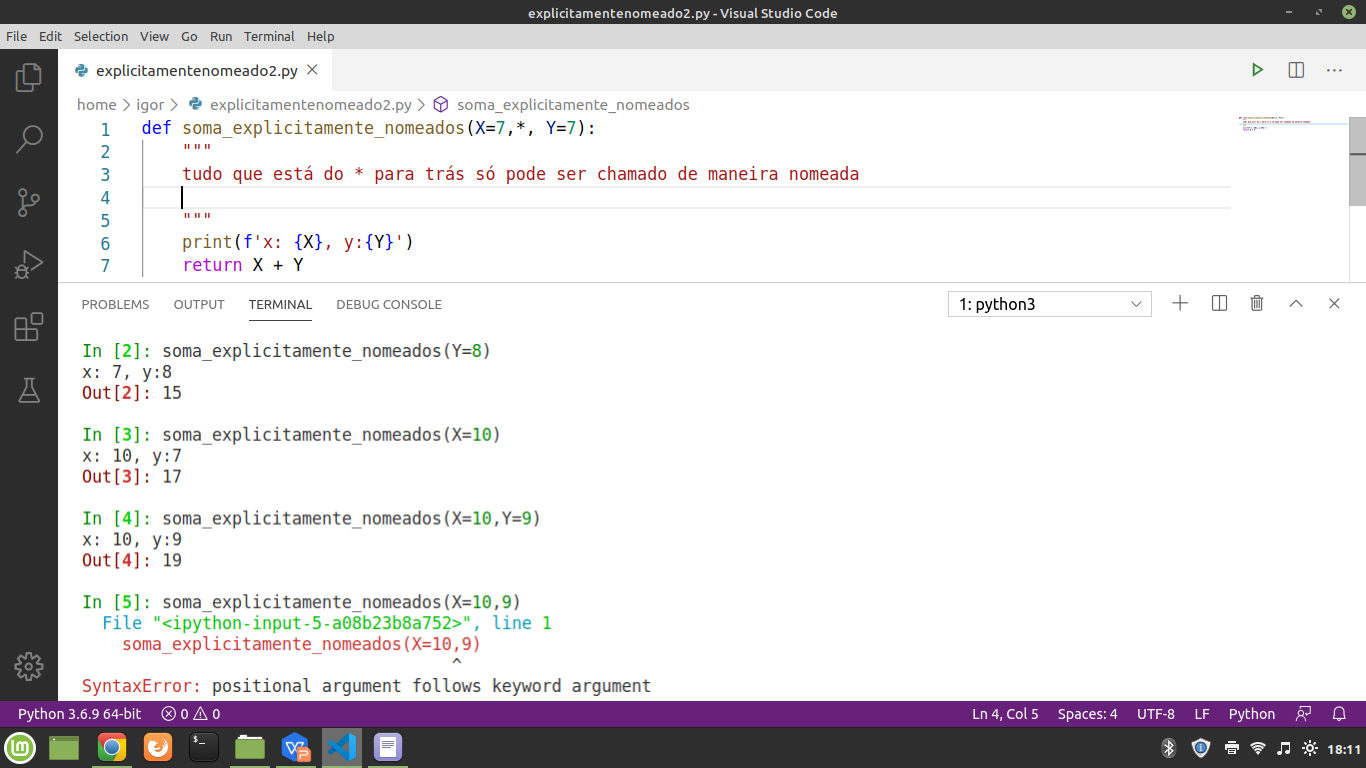 explicitamentenomeado2.py - Visual Studio Code
File Edit Selection View Go Run Terminal Help
explicitamentenomeado2.py
home > igor > explicitamentenomeado2.py > soma_explicitamente_nomeados
1 def soma_explicitamente_nomeados(X=7,*, Y=7):
2 """
3 tudo que está do * para trás só pode ser chamado de maneira nomeada
4
5 """
6 print(f'x: {X}, y:{Y}')
7 return X + Y
PROBLEMS OUTPUT TERMINAL DEBUG CONSOLE 1: python3
In [2]: soma_explicitamente_nomeados(Y=8)
x: 7, y:8
Out[2]: 15
In [3]: soma_explicitamente_nomeados(X=10)
x: 10, y:7
Out[3]: 17
In [4]: soma_explicitamente_nomeados(X=10,Y=9)
x: 10, y:9
Out[4]: 19
In [5]: soma_explicitamente_nomeados(X=10,9)
File "<ipython-input-5-a08b23b8a752>", line 1
soma_explicitamente_nomeados(X=10,9)
^
SyntaxError: positional argument follows keyword argument
Python 3.6.9 64-bit 0 0 Ln 4, Col 5 Spaces: 4 UTF-8 LF Python
18:11